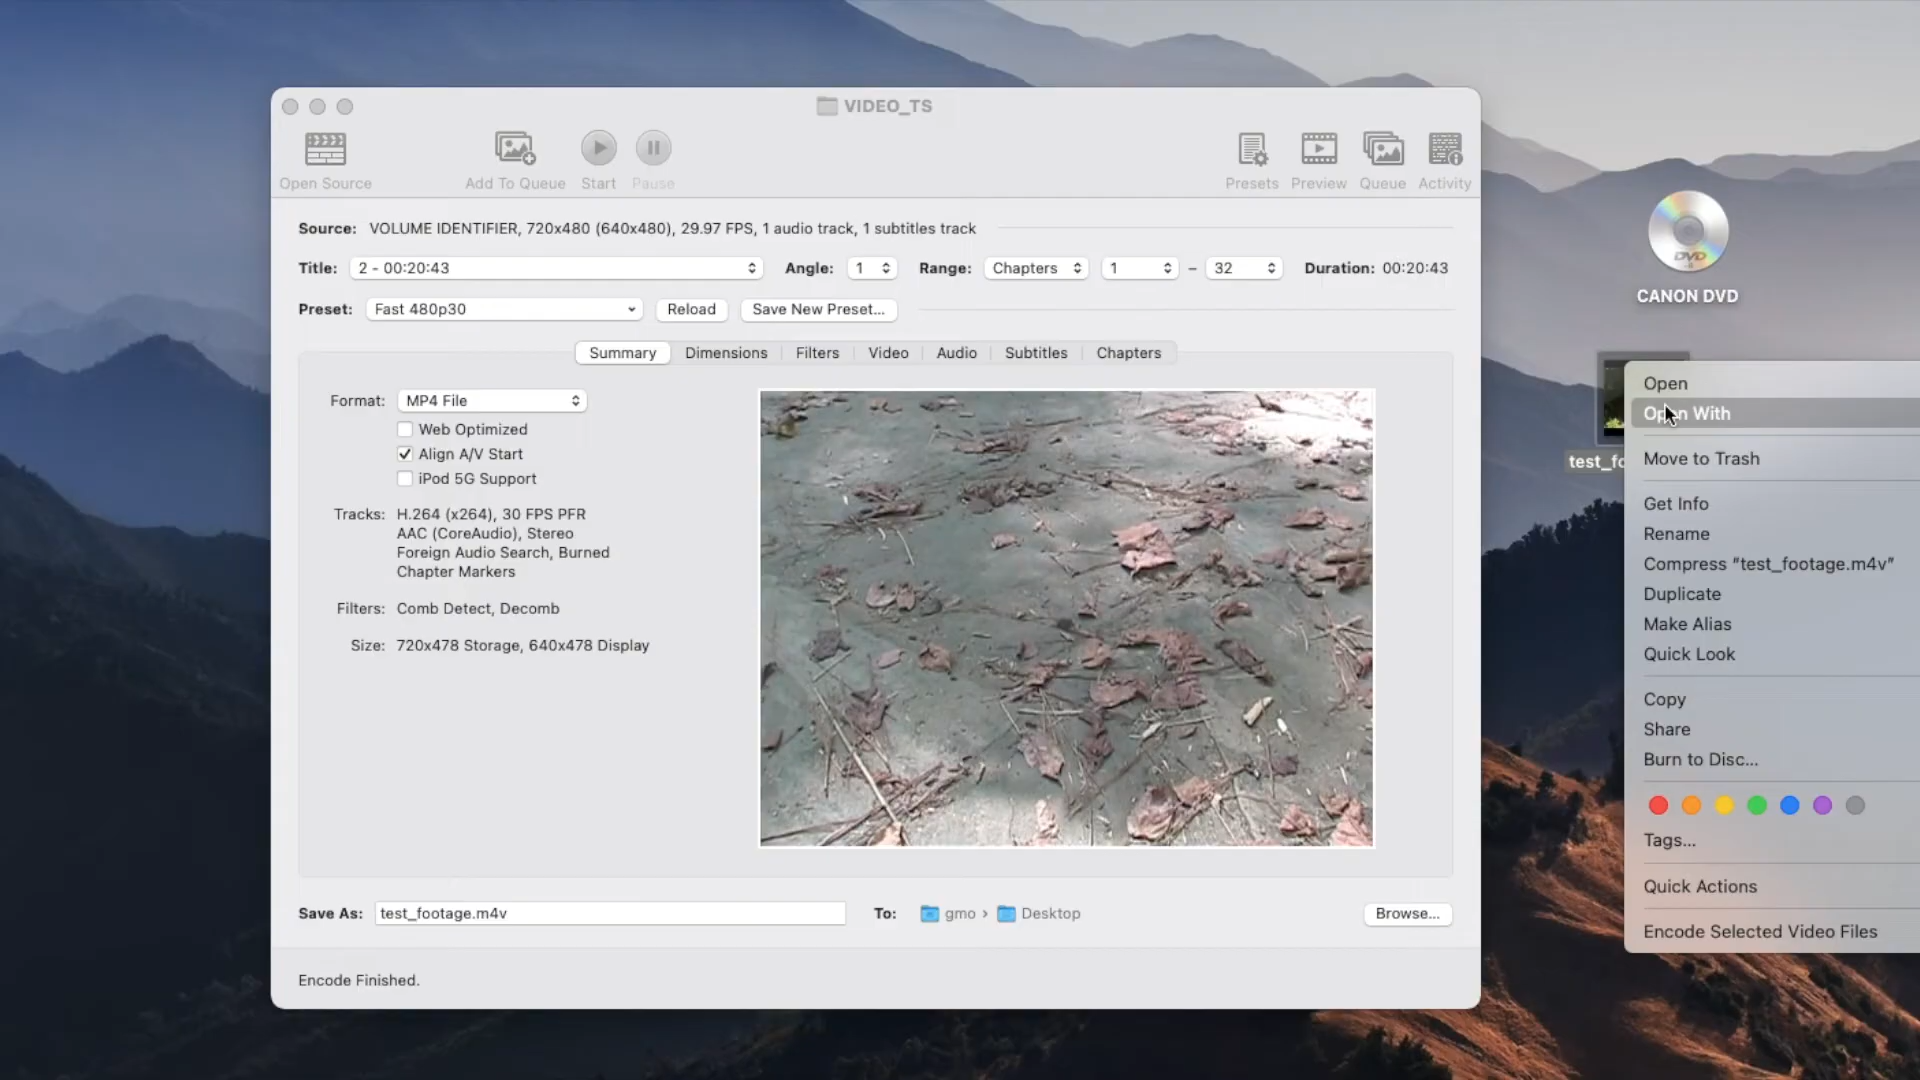 VIDEO_TS
Open Source
Add To Queue
Start
Pause
Presets
Preview
Queue
Activity
Source: VOLUME IDENTIFIER, 720x480 (640x480), 29.97 FPS, 1 audio track, 1 subtitles track
Title: 2 - 00:20:43 Angle: 1 Range: Chapters 1 – 32 Duration: 00:20:43
Preset: Fast 480p30 Reload Save New Preset...
Summary Dimensions Filters Video Audio Subtitles Chapters
Format: MP4 File
Web Optimized
Align A/V Start
iPod 5G Support
Tracks: H.264 (x264), 30 FPS PFR
AAC (CoreAudio), Stereo
Foreign Audio Search, Burned
Chapter Markers
Filters: Comb Detect, Decomb
Size: 720x478 Storage, 640x478 Display
Save As: test_footage.m4v To: gmo › Desktop Browse...
Encode Finished.
DVD
CANON DVD
test_fo
Open
Open With
Move to Trash
Get Info
Rename
Compress “test_footage.m4v”
Duplicate
Make Alias
Quick Look
Copy
Share
Burn to Disc...
Tags...
Quick Actions
Encode Selected Video Files